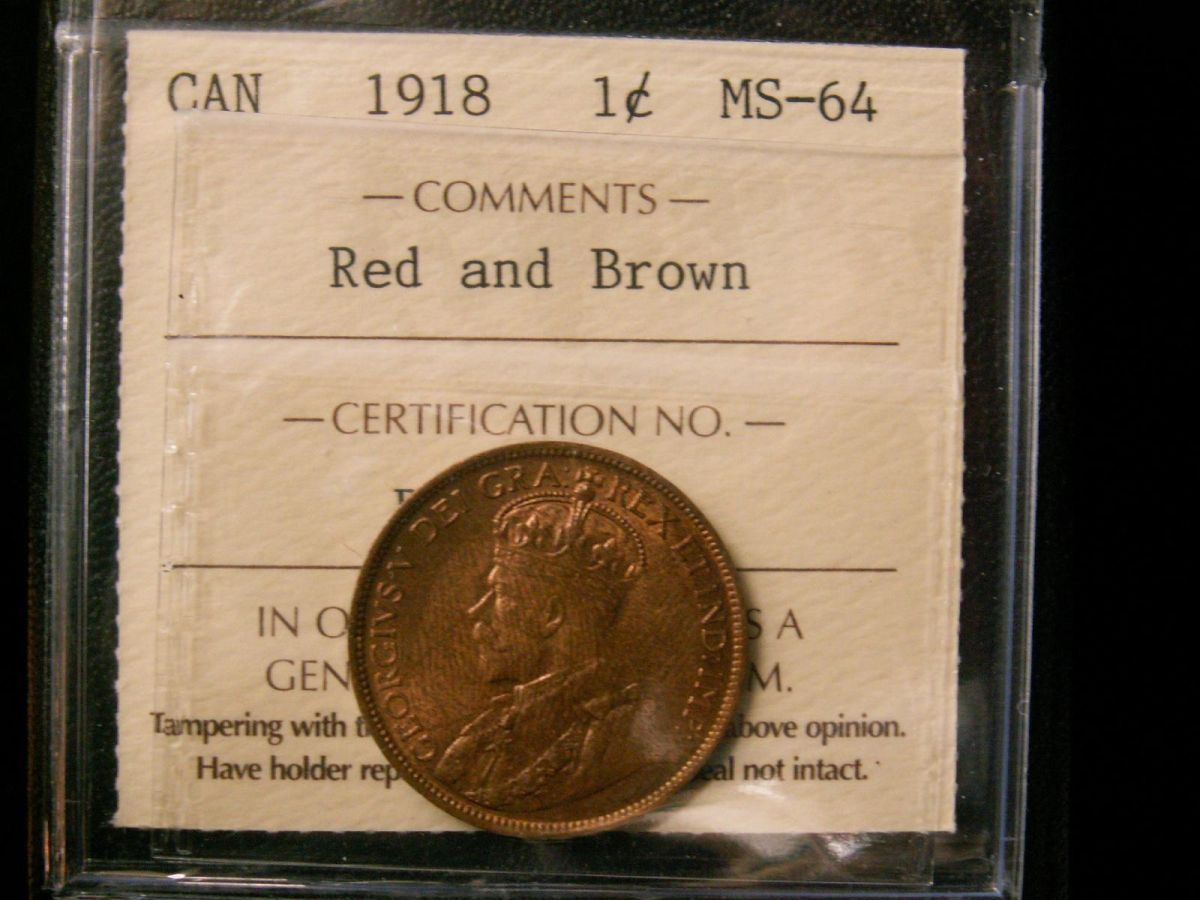 CAN 1918 1¢ MS-64
— COMMENTS —
Red and Brown
— CERTIFICATION NO. —
GEORGIVS V DEI GRA: REX ET IND: IMP:
IN O S A
GEN M.
Tampering with t above opinion.
Have holder rep eal not intact.